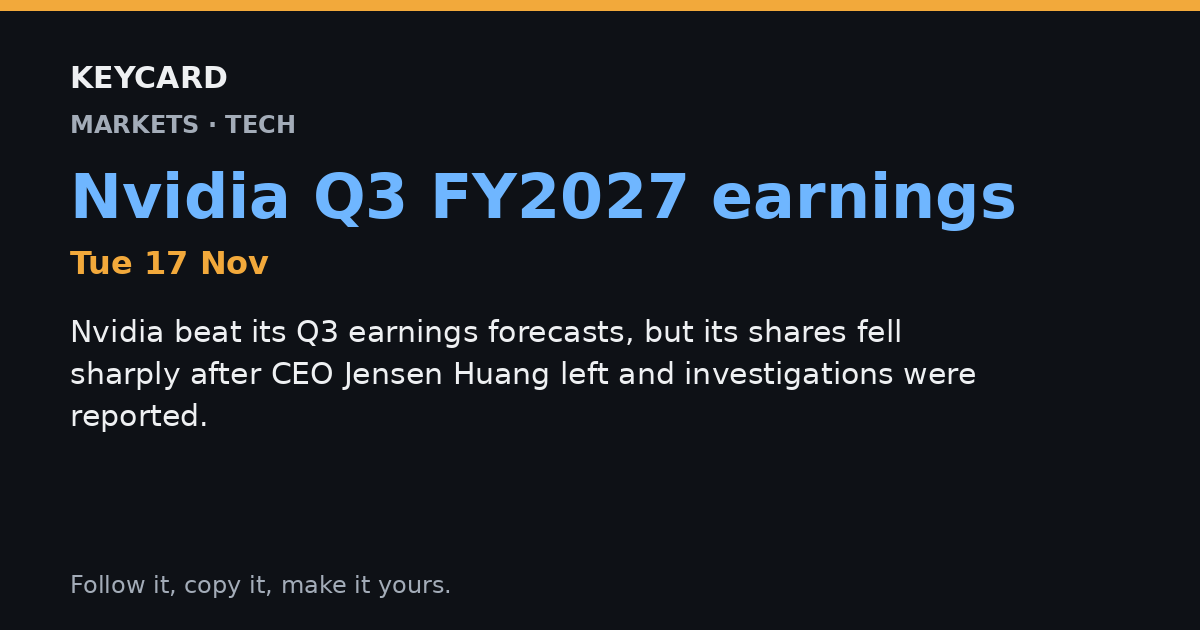 KEYCARD
MARKETS · TECH
Nvidia Q3 FY2027 earnings
Tue 17 Nov
Nvidia beat its Q3 earnings forecasts, but its shares fell
sharply after CEO Jensen Huang left and investigations were
reported.
Follow it, copy it, make it yours.